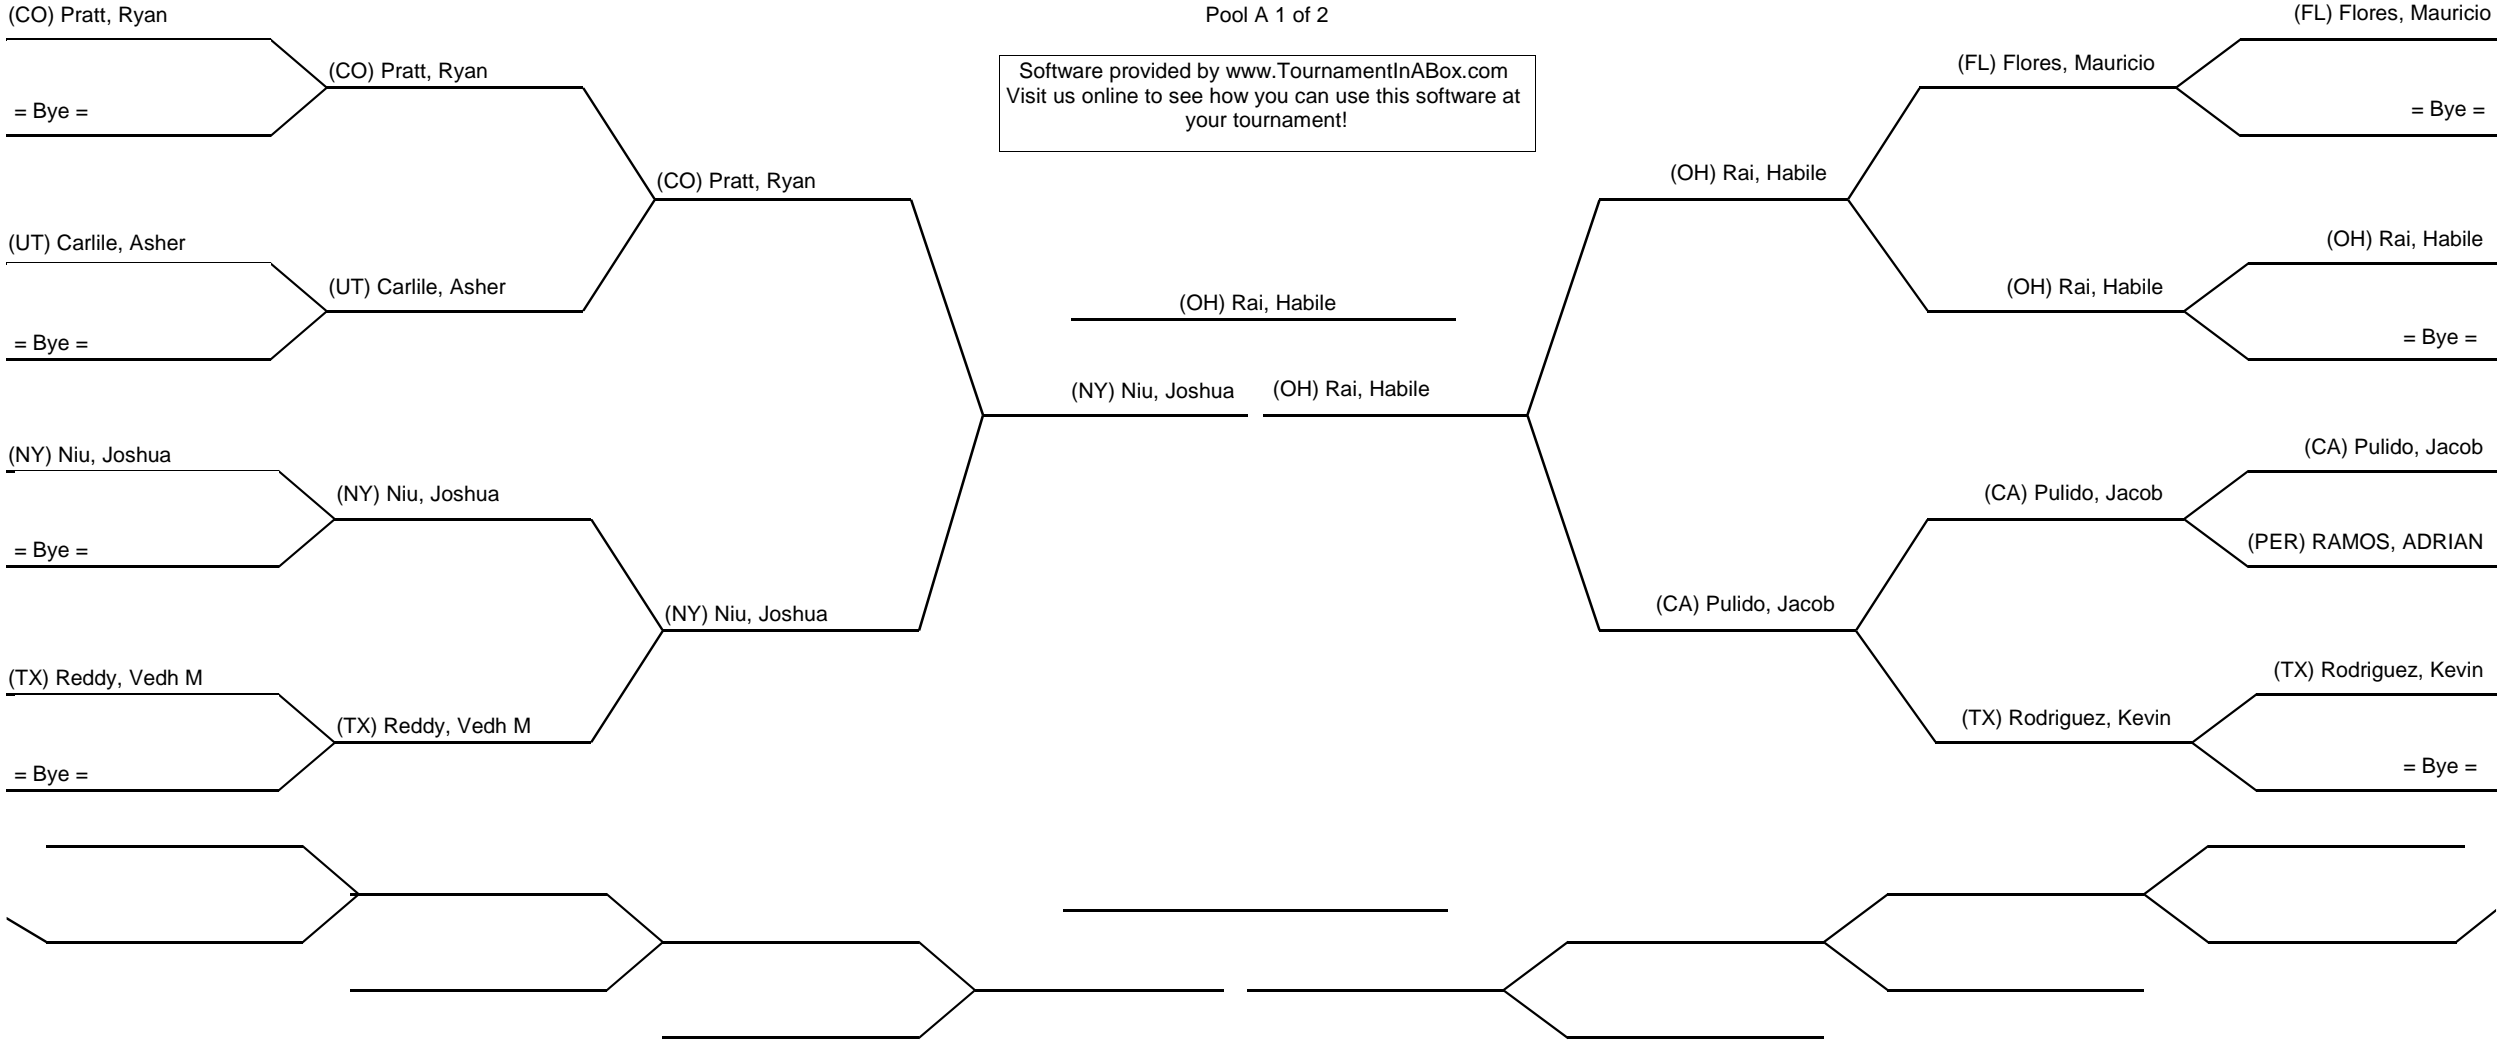 (CO) Pratt, Ryan
Pool A 1 of 2
(FL) Flores, Mauricio
(CO) Pratt, Ryan
Software provided by www.TournamentInABox.com
Visit us online to see how you can use this software at
your tournament!
(FL) Flores, Mauricio
= Bye =
= Bye =
(CO) Pratt, Ryan
(OH) Rai, Habile
(UT) Carlile, Asher
(OH) Rai, Habile
(UT) Carlile, Asher
(OH) Rai, Habile
(OH) Rai, Habile
= Bye =
= Bye =
(NY) Niu, Joshua
(OH) Rai, Habile
(NY) Niu, Joshua
(CA) Pulido, Jacob
(NY) Niu, Joshua
(CA) Pulido, Jacob
= Bye =
(PER) RAMOS, ADRIAN
(NY) Niu, Joshua
(CA) Pulido, Jacob
(TX) Reddy, Vedh M
(TX) Rodriguez, Kevin
(TX) Reddy, Vedh M
(TX) Rodriguez, Kevin
= Bye =
= Bye =